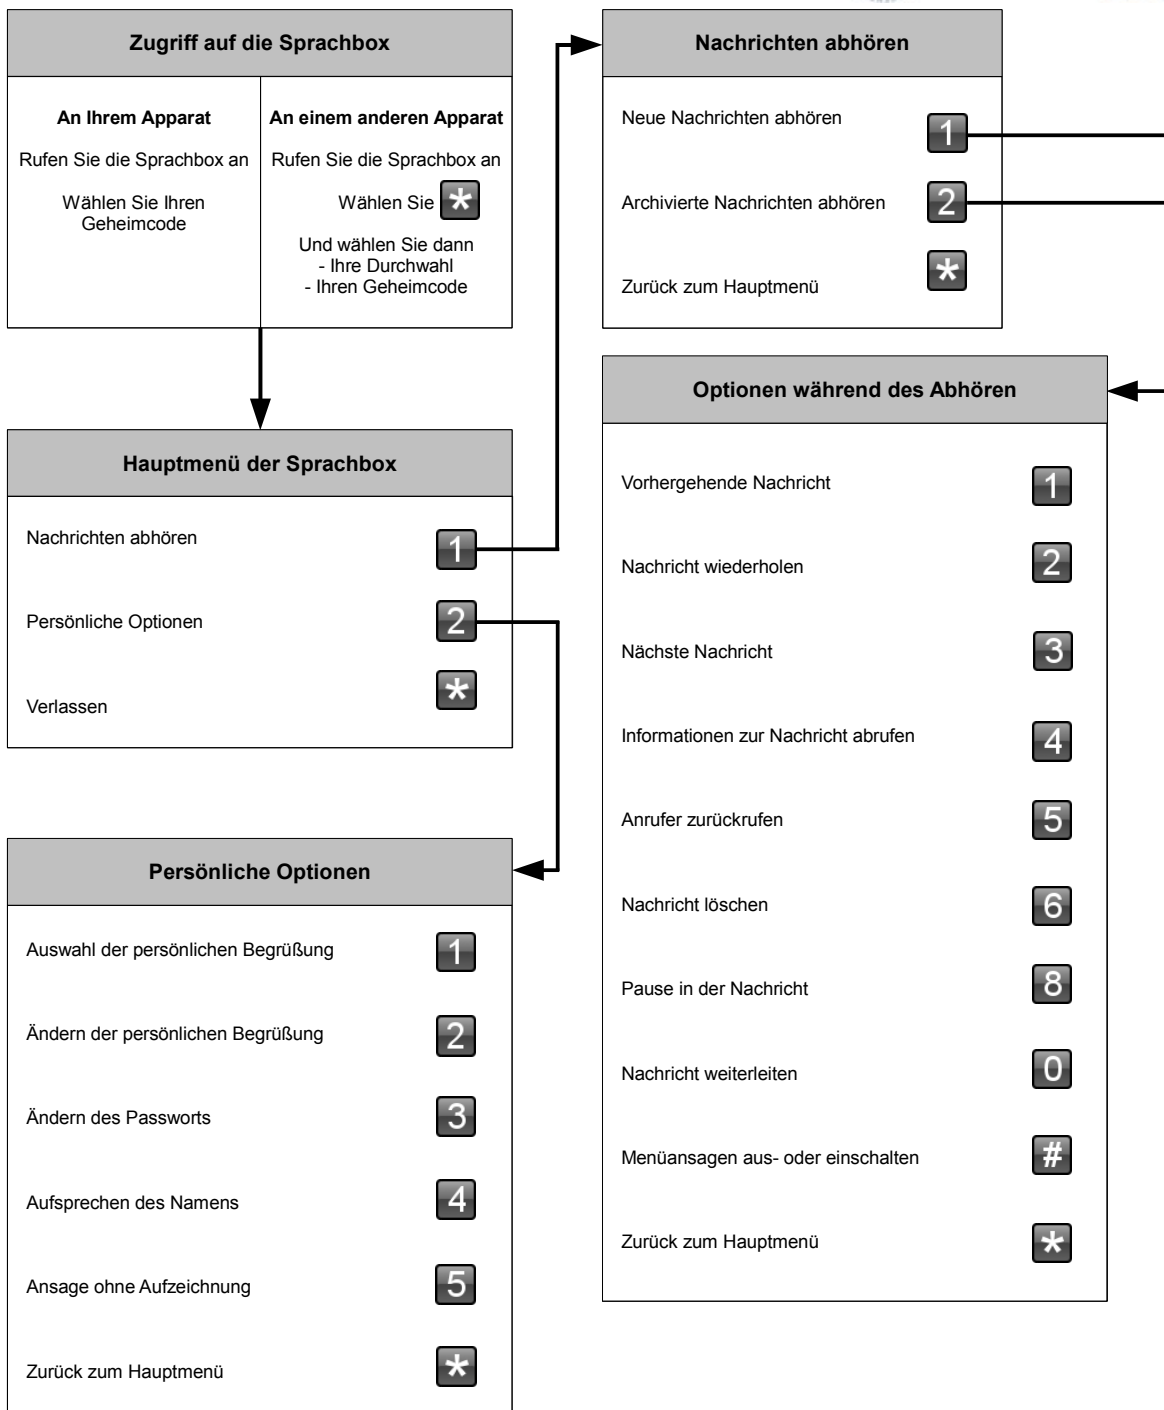 Zugriff auf die Sprachbox
An Ihrem Apparat
Rufen Sie die Sprachbox an
Wählen Sie Ihren
Geheimcode
An einem anderen Apparat
Rufen Sie die Sprachbox an
Wählen Sie *
Und wählen Sie dann
- Ihre Durchwahl
- Ihren Geheimcode
Hauptmenü der Sprachbox
Nachrichten abhören 1
Persönliche Optionen 2
Verlassen *
Persönliche Optionen
Auswahl der persönlichen Begrüßung 1
Ändern der persönlichen Begrüßung 2
Ändern des Passworts 3
Aufsprechen des Namens 4
Ansage ohne Aufzeichnung 5
Zurück zum Hauptmenü *
Nachrichten abhören
Neue Nachrichten abhören 1
Archivierte Nachrichten abhören 2
Zurück zum Hauptmenü *
Optionen während des Abhören
Vorhergehende Nachricht 1
Nachricht wiederholen 2
Nächste Nachricht 3
Informationen zur Nachricht abrufen 4
Anrufer zurückrufen 5
Nachricht löschen 6
Pause in der Nachricht 8
Nachricht weiterleiten 0
Menüansagen aus- oder einschalten #
Zurück zum Hauptmenü *